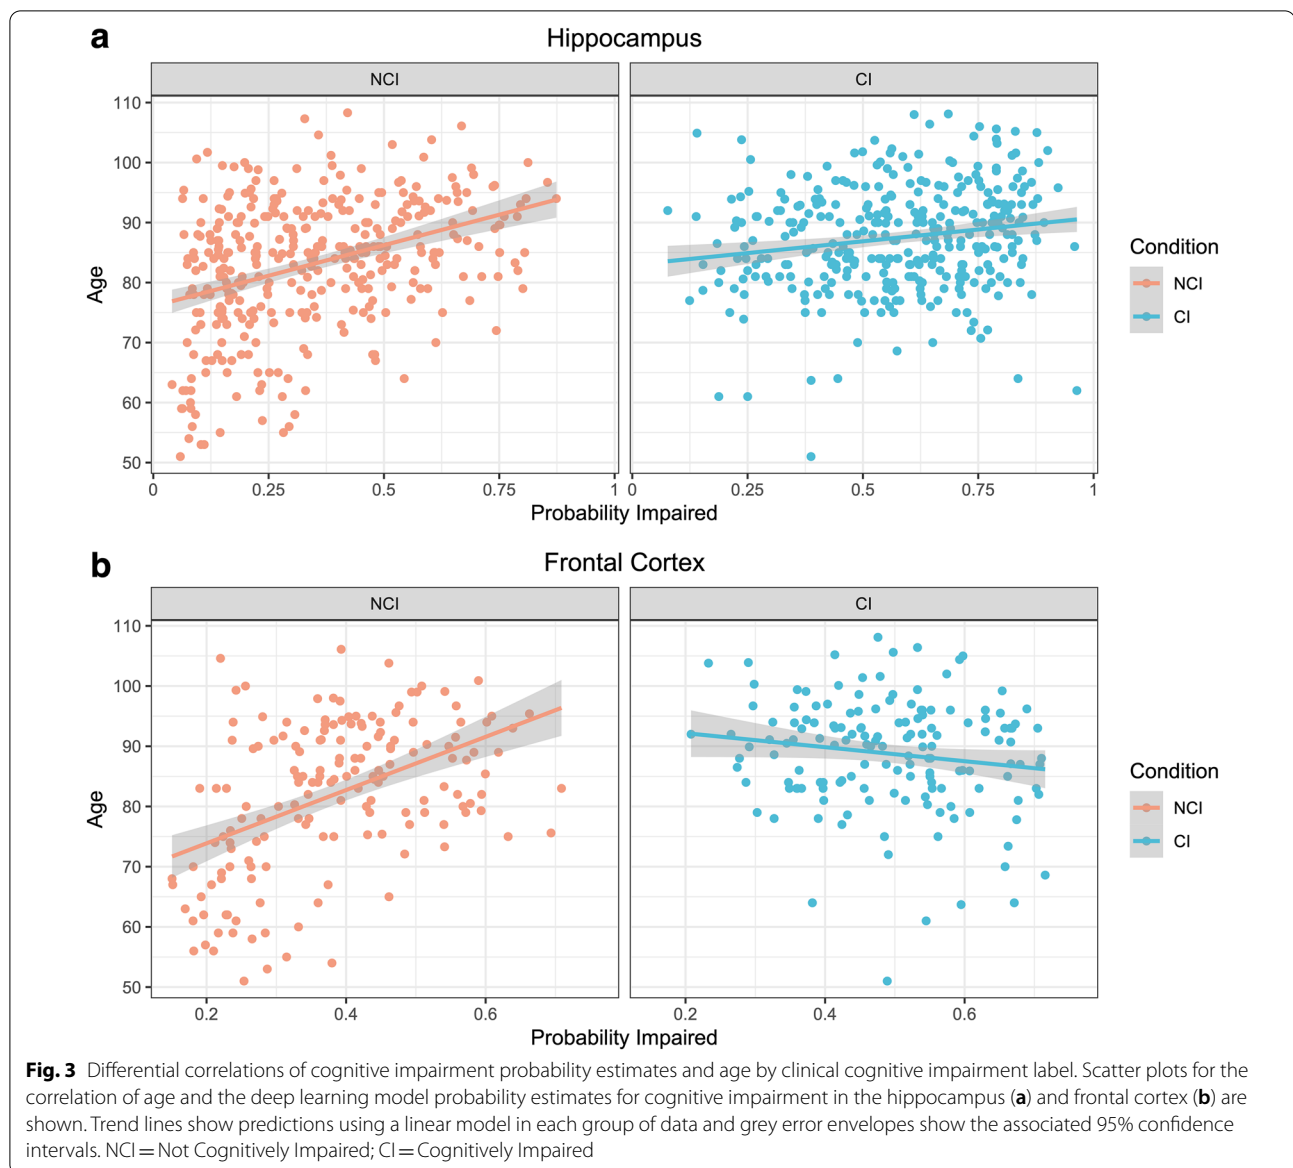 a
Hippocampus
NCI
CI
110
100
90
80
70
60
50
Age
0
0.25
0.5
0.75
1
0
0.25
0.5
0.75
1
Probability Impaired
Condition
NCI
CI
b
Frontal Cortex
NCI
CI
110
100
90
80
70
60
50
Age
0.2
0.4
0.6
0.2
0.4
0.6
Probability Impaired
Condition
NCI
CI
Fig. 3 Differential correlations of cognitive impairment probability estimates and age by clinical cognitive impairment label. Scatter plots for the
correlation of age and the deep learning model probability estimates for cognitive impairment in the hippocampus (a) and frontal cortex (b) are
shown. Trend lines show predictions using a linear model in each group of data and grey error envelopes show the associated 95% confidence
intervals. NCI = Not Cognitively Impaired; CI = Cognitively Impaired